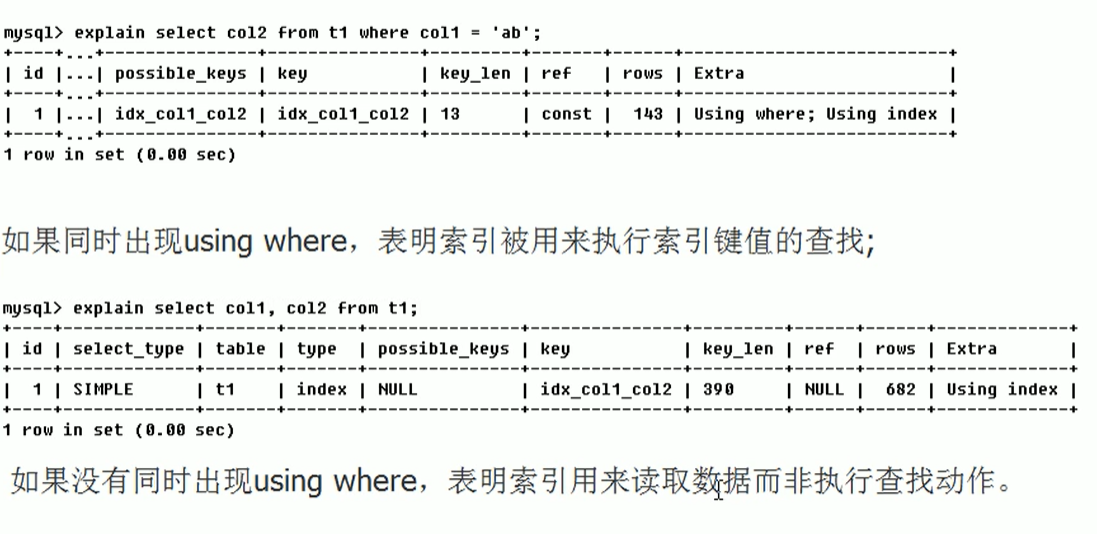 mysql> explain select col2 from t1 where col1 = 'ab';
+----+...+---------------+--------------+---------+-------+------+--------------------------+
| id |...| possible_keys | key          | key_len | ref   | rows | Extra                    |
+----+...+---------------+--------------+---------+-------+------+--------------------------+
|  1 |...| idx_col1_col2 | idx_col1_col2 | 13      | const |  143 | Using where; Using index |
+----+...+---------------+--------------+---------+-------+------+--------------------------+
1 row in set (0.00 sec)
如果同时出现using where，表明索引被用来执行索引键值的查找;
mysql> explain select col1, col2 from t1;
+----+-------------+-------+-------+---------------+---------------+---------+------+------+-------------+
| id | select_type | table | type  | possible_keys | key           | key_len | ref  | rows | Extra       |
+----+-------------+-------+-------+---------------+---------------+---------+------+------+-------------+
|  1 | SIMPLE      | t1    | index | NULL          | idx_col1_col2 | 390     | NULL |  682 | Using index |
+----+-------------+-------+-------+---------------+---------------+---------+------+------+-------------+
1 row in set (0.00 sec)
如果没有同时出现using where，表明索引用来读取数据而非执行查找动作。